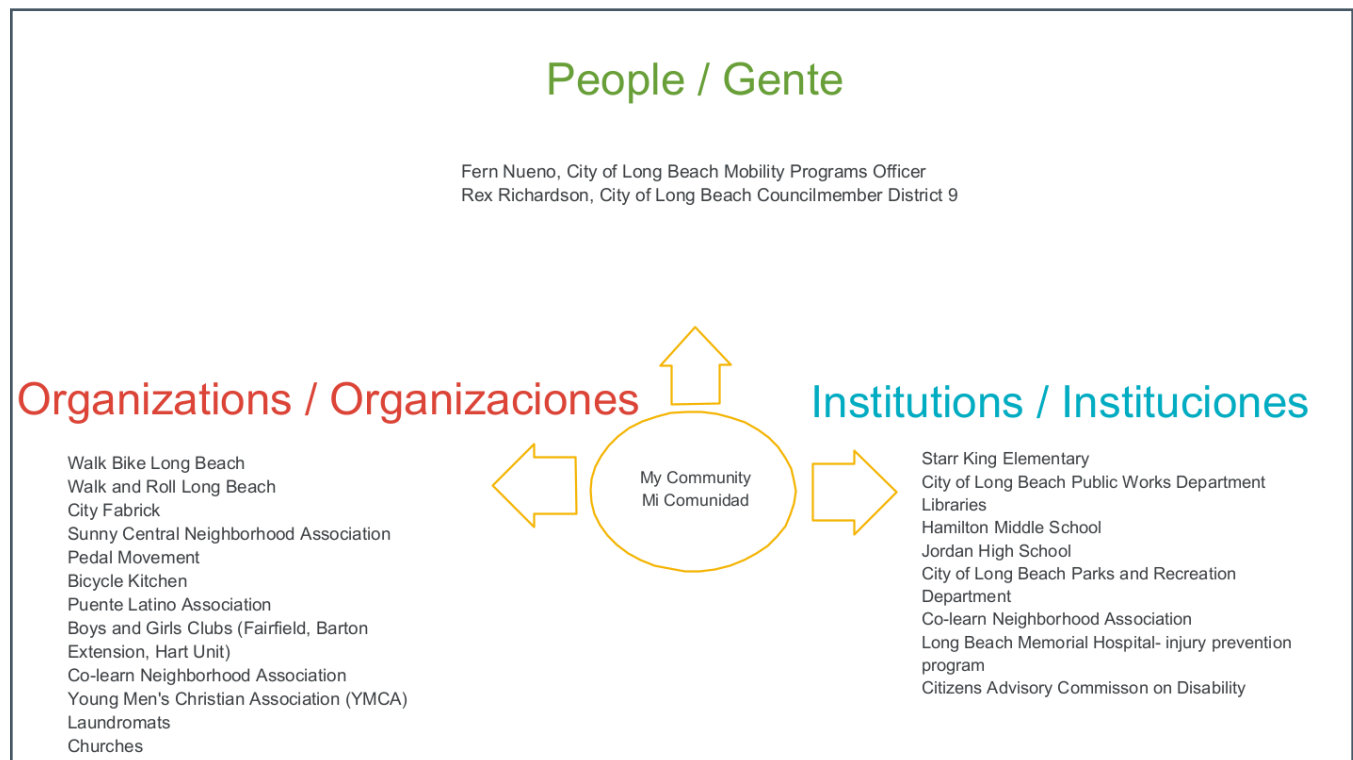 People / Gente
Fern Nueno, City of Long Beach Mobility Programs Officer
Rex Richardson, City of Long Beach Councilmember District 9
Organizations / Organizaciones
Walk Bike Long Beach
Walk and Roll Long Beach
City Fabrick
Sunny Central Neighborhood Association
Pedal Movement
Bicycle Kitchen
Puente Latino Association
Boys and Girls Clubs (Fairfield, Barton
Extension, Hart Unit)
Co-learn Neighborhood Association
Young Men's Christian Association (YMCA)
Laundromats
Churches
My Community
Mi Comunidad
Institutions / Instituciones
Starr King Elementary
City of Long Beach Public Works Department
Libraries
Hamilton Middle School
Jordan High School
City of Long Beach Parks and Recreation
Department
Co-learn Neighborhood Association
Long Beach Memorial Hospital- injury prevention
program
Citizens Advisory Commisson on Disability